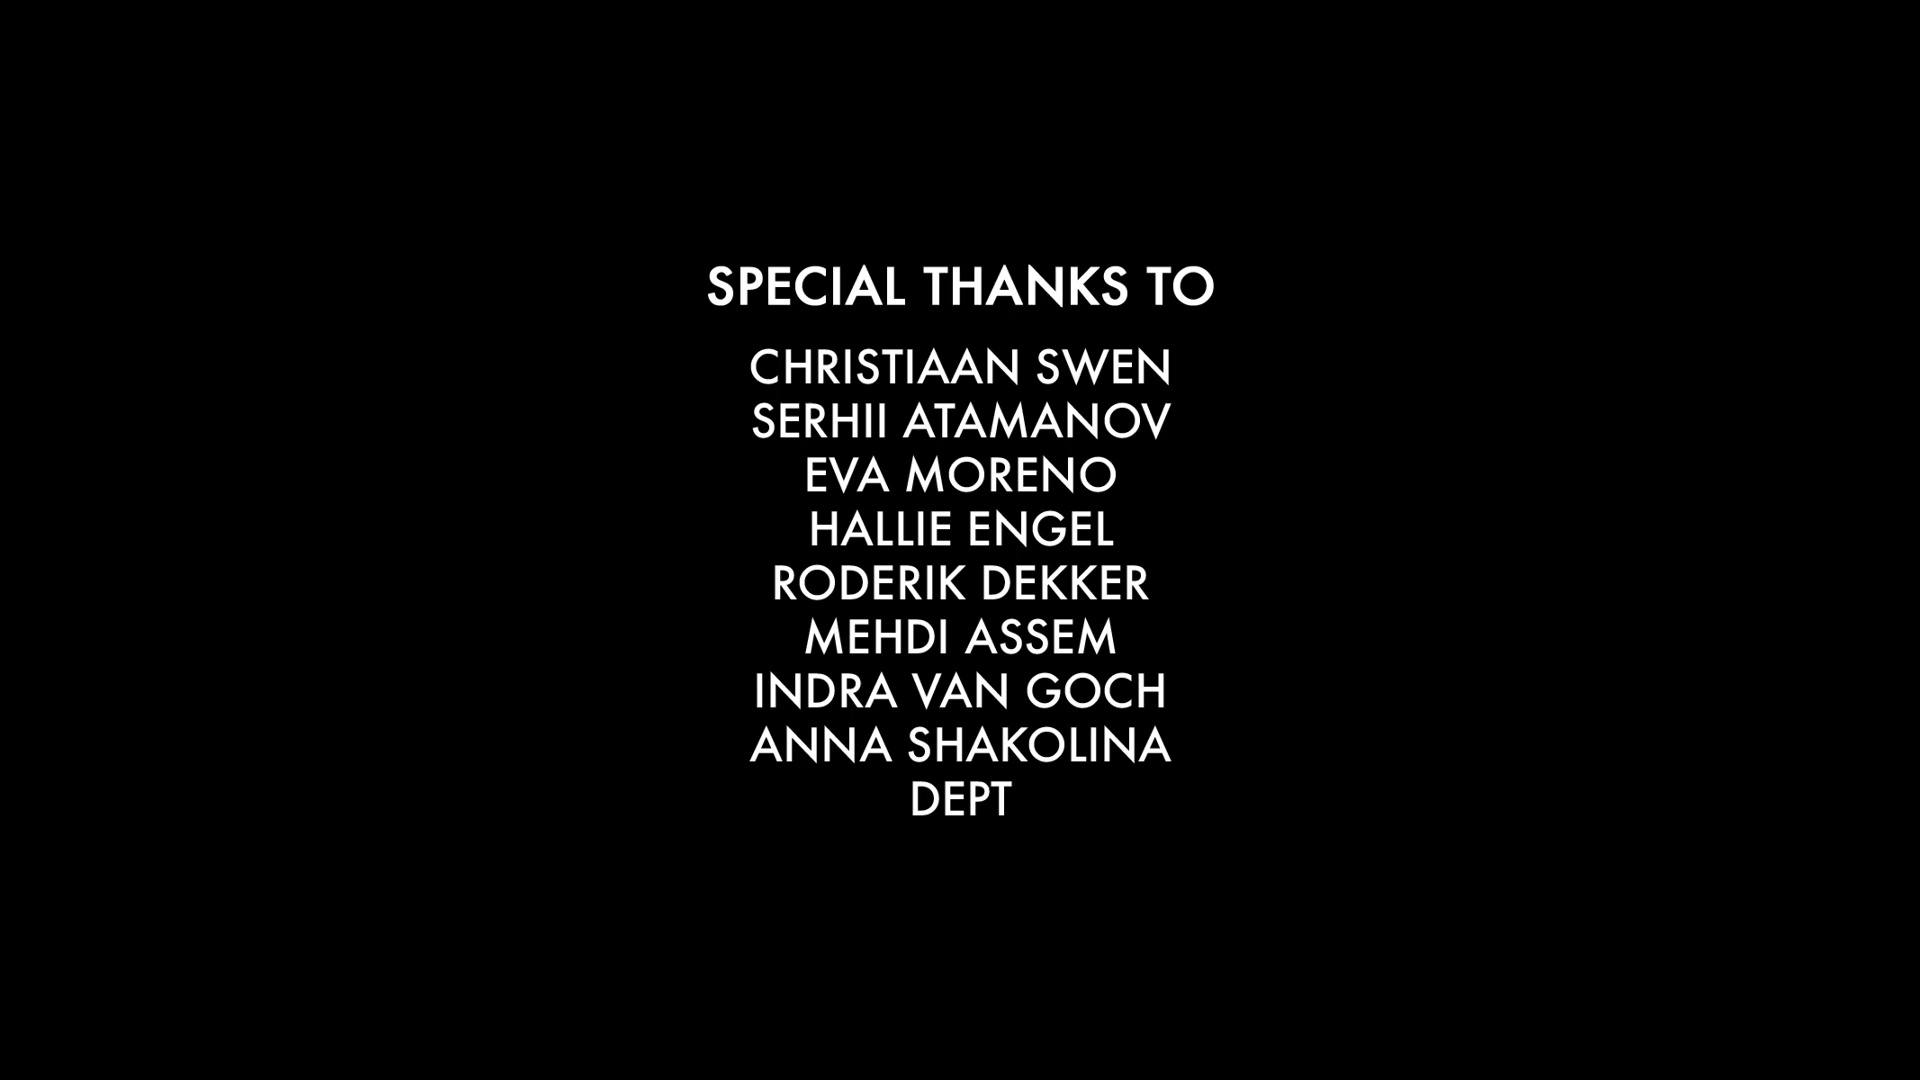 SPECIAL THANKS TO
CHRISTIAAN SWEN
SERHII ATAMANOV
EVA MORENO
HALLIE ENGEL
RODERIK DEKKER
MEHDI ASSEM
INDRA VAN GOCH
ANNA SHAKOLINA
DEPT